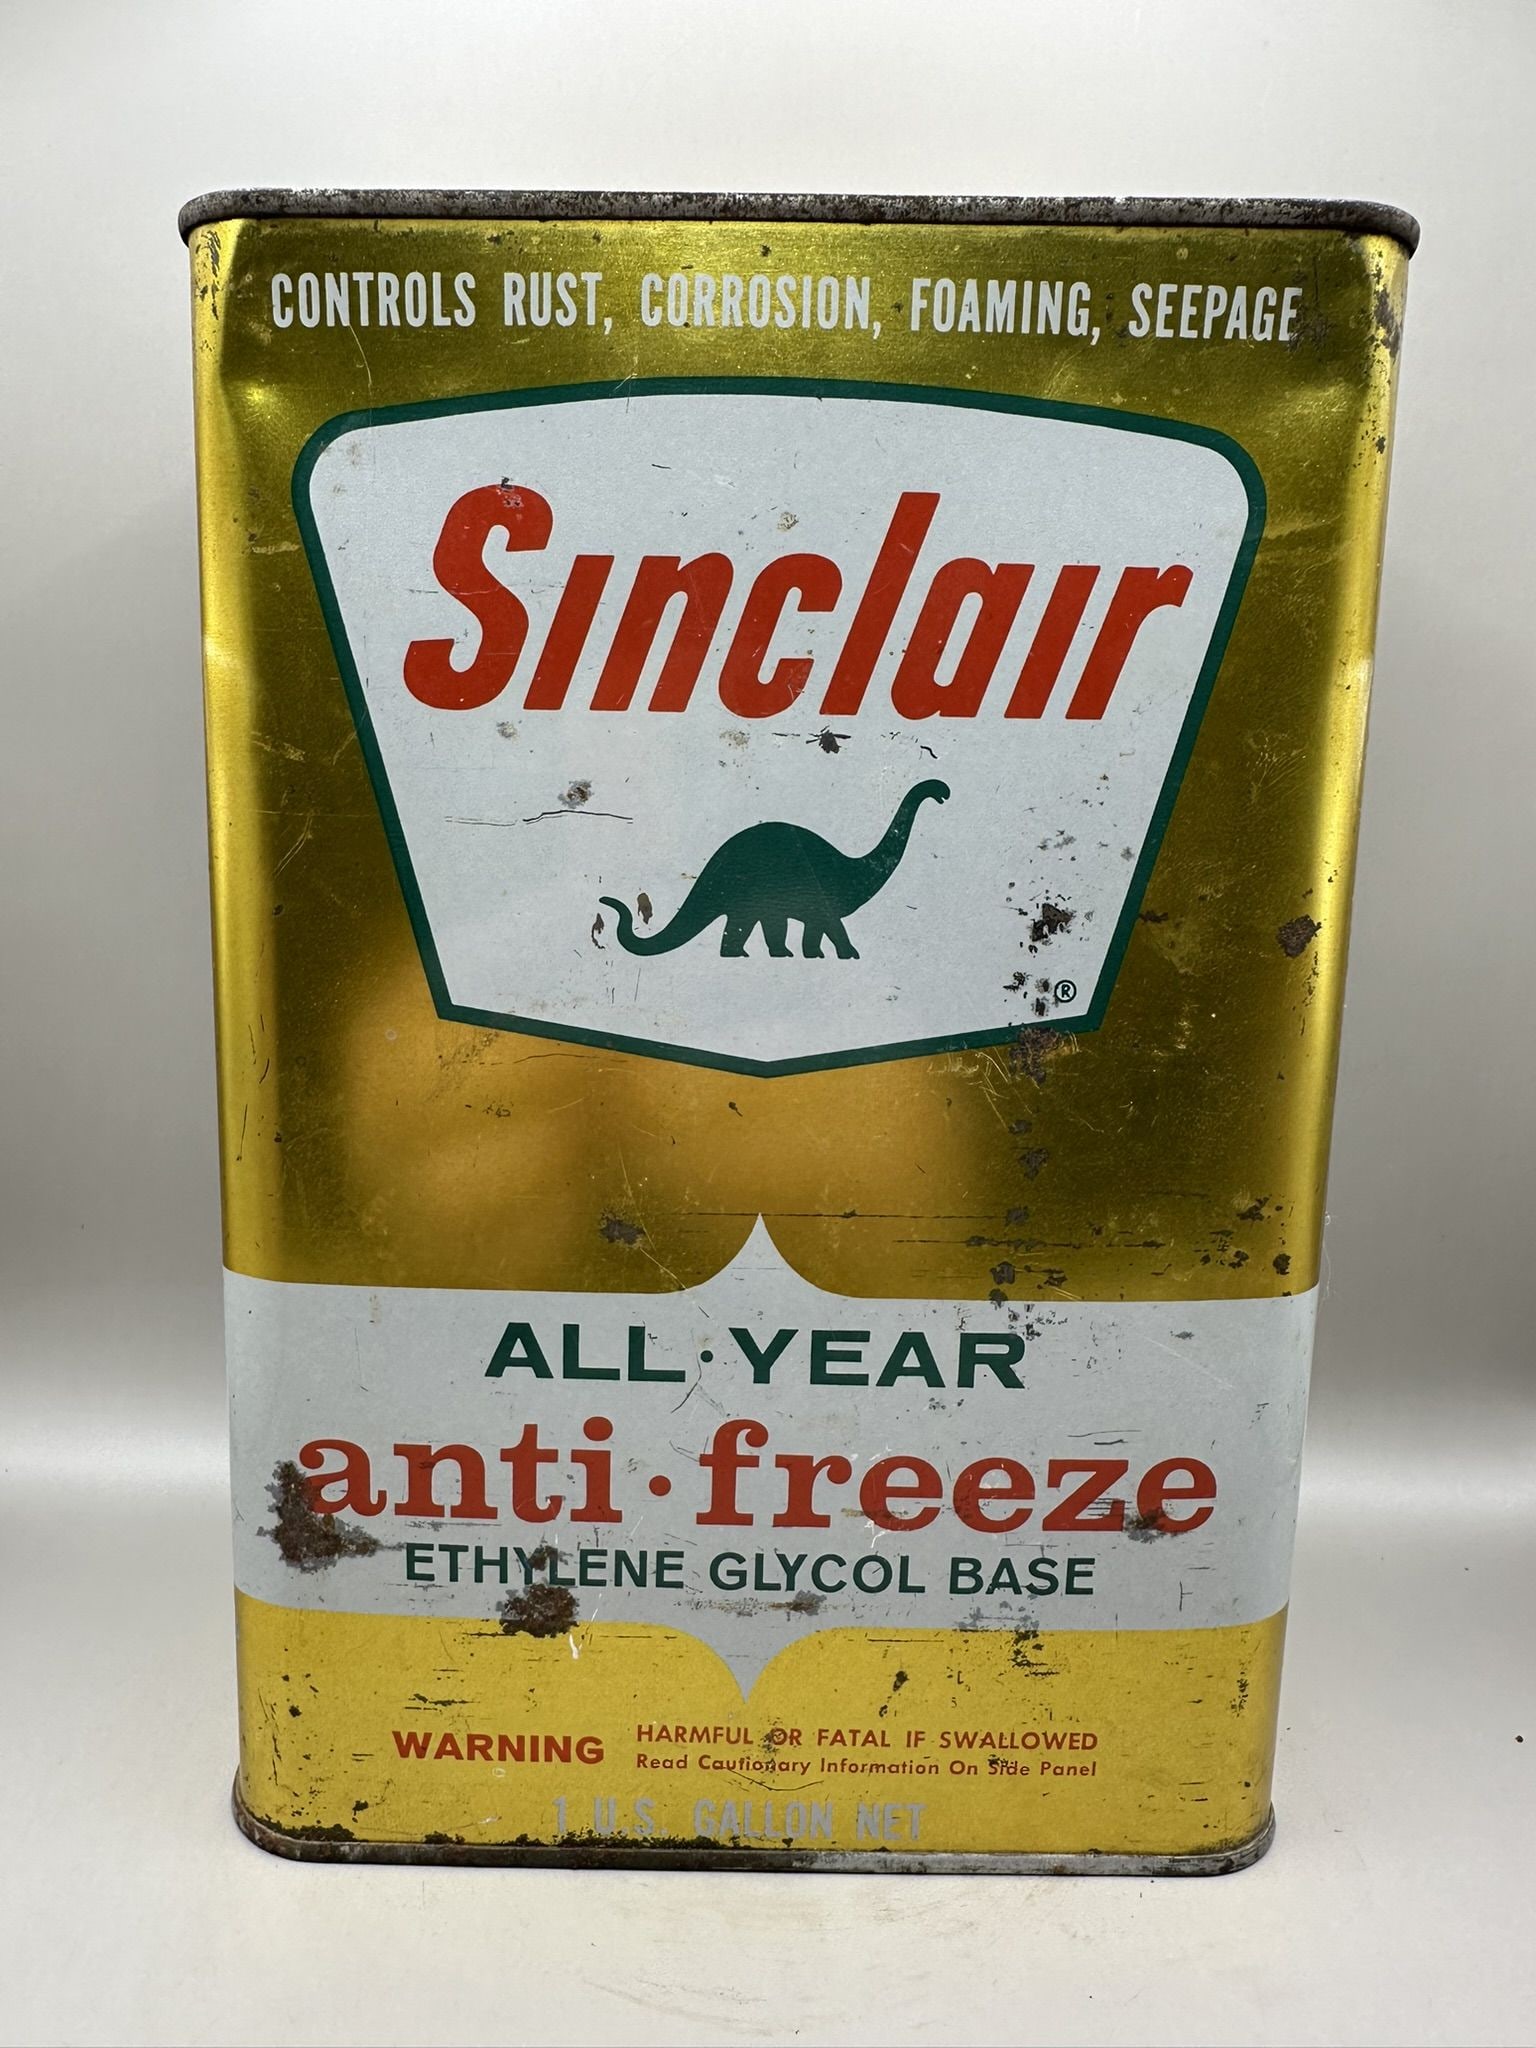 CONTROLS RUST, CORROSION, FOAMING, SEEPAGE
Sinclair
®
ALL·YEAR
anti·freeze
ETHYLENE GLYCOL BASE
WARNING HARMFUL OR FATAL IF SWALLOWED
Read Cautionary Information On Side Panel
1 U.S. GALLON NET